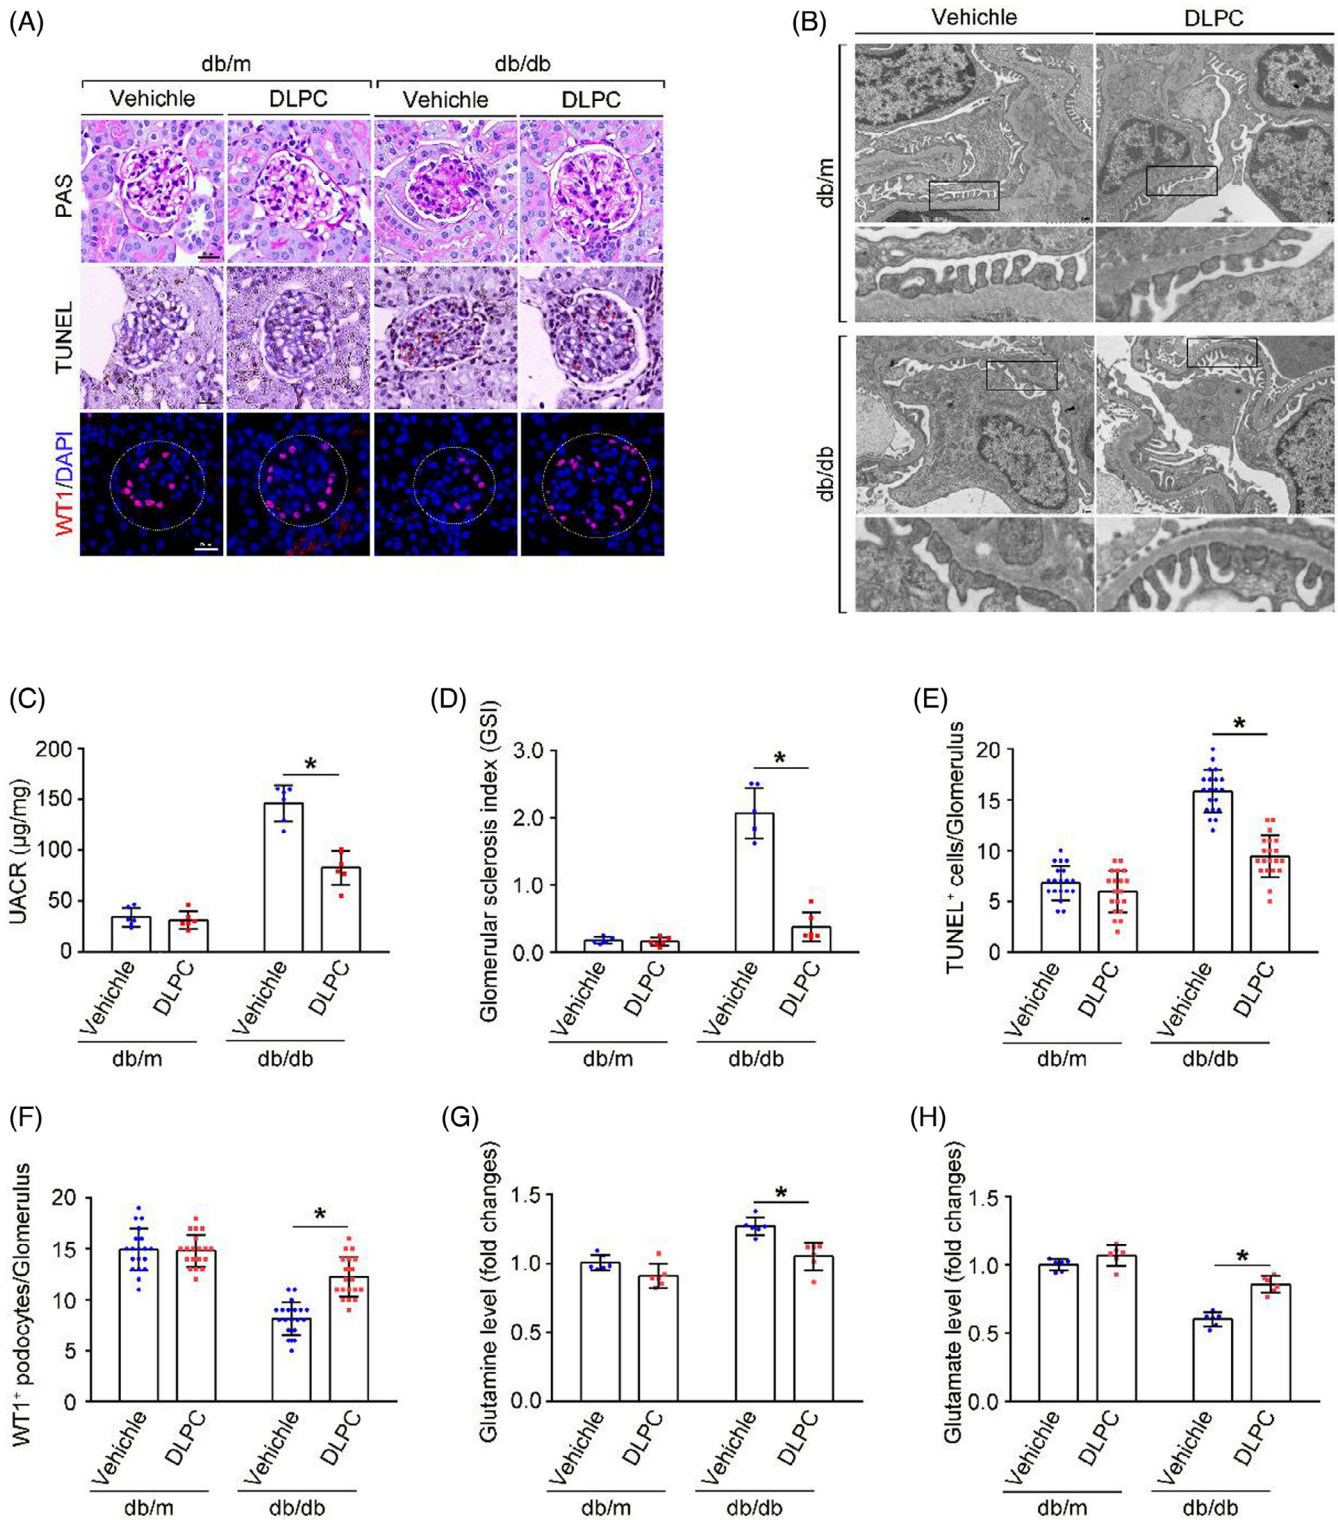 (A)
db/m db/db
Vehichle DLPC Vehichle DLPC
PAS
TUNEL
WT1/DAPI
(B)
Vehichle DLPC
db/m
db/db
(C)
UACR (μg/mg)
200
150
100
50
0
*
Vehichle DLPC Vehichle DLPC
db/m db/db
(D)
Glomerular sclerosis index (GSI)
3.0
2.0
1.0
0.0
*
Vehichle DLPC Vehichle DLPC
db/m db/db
(E)
TUNEL⁺ cells/Glomerulus
20
15
10
5
0
*
Vehichle DLPC Vehichle DLPC
db/m db/db
(F)
WT1⁺ podocytes/Glomerulus
20
15
10
5
0
*
Vehichle DLPC Vehichle DLPC
db/m db/db
(G)
Glutamine level (fold changes)
1.5
1.0
0.5
0.0
*
Vehichle DLPC Vehichle DLPC
db/m db/db
(H)
Glutamate level (fold changes)
1.5
1.0
0.5
0.0
*
Vehichle DLPC Vehichle DLPC
db/m db/db